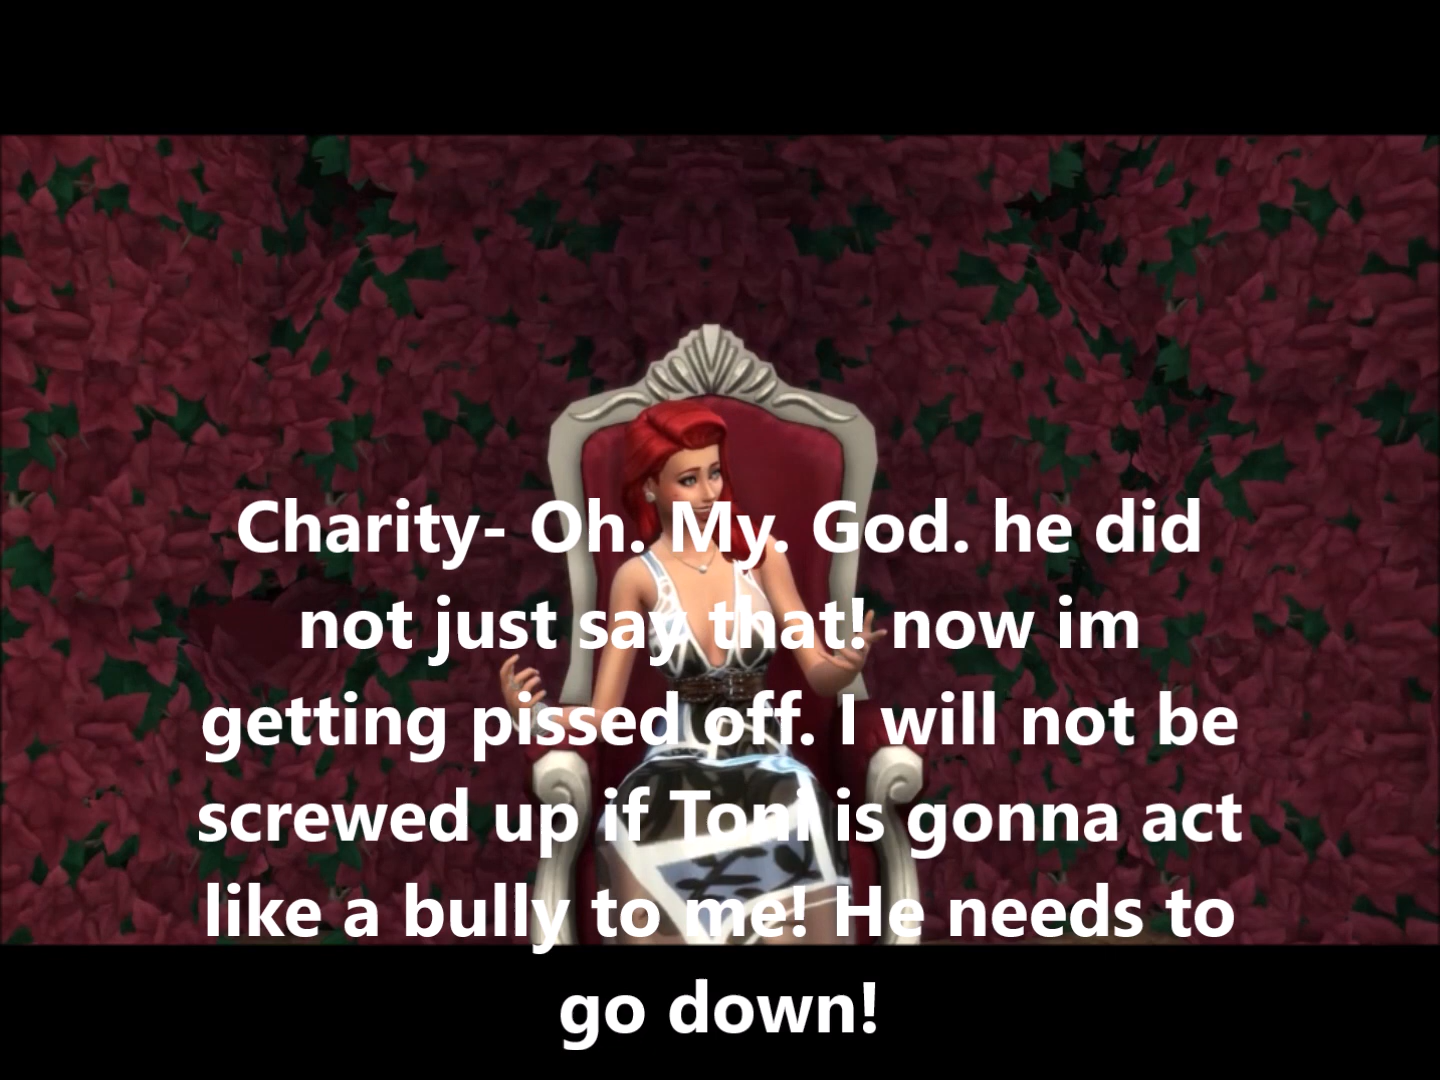 Charity- Oh. My. God. he did
not just say that! now im
getting pissed off. I will not be
screwed up if Toni is gonna act
like a bully to me! He needs to
go down!